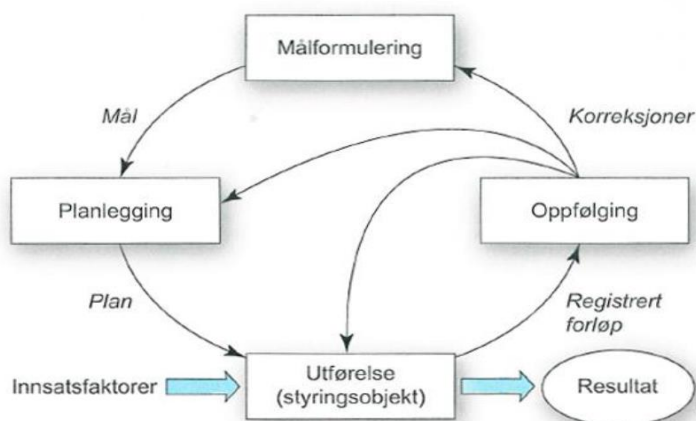 Målformulering
Mål
Korreksjoner
Planlegging
Oppfølging
Plan
Registrert
forløp
Innsatsfaktorer
Utførelse
(styringsobjekt)
Resultat